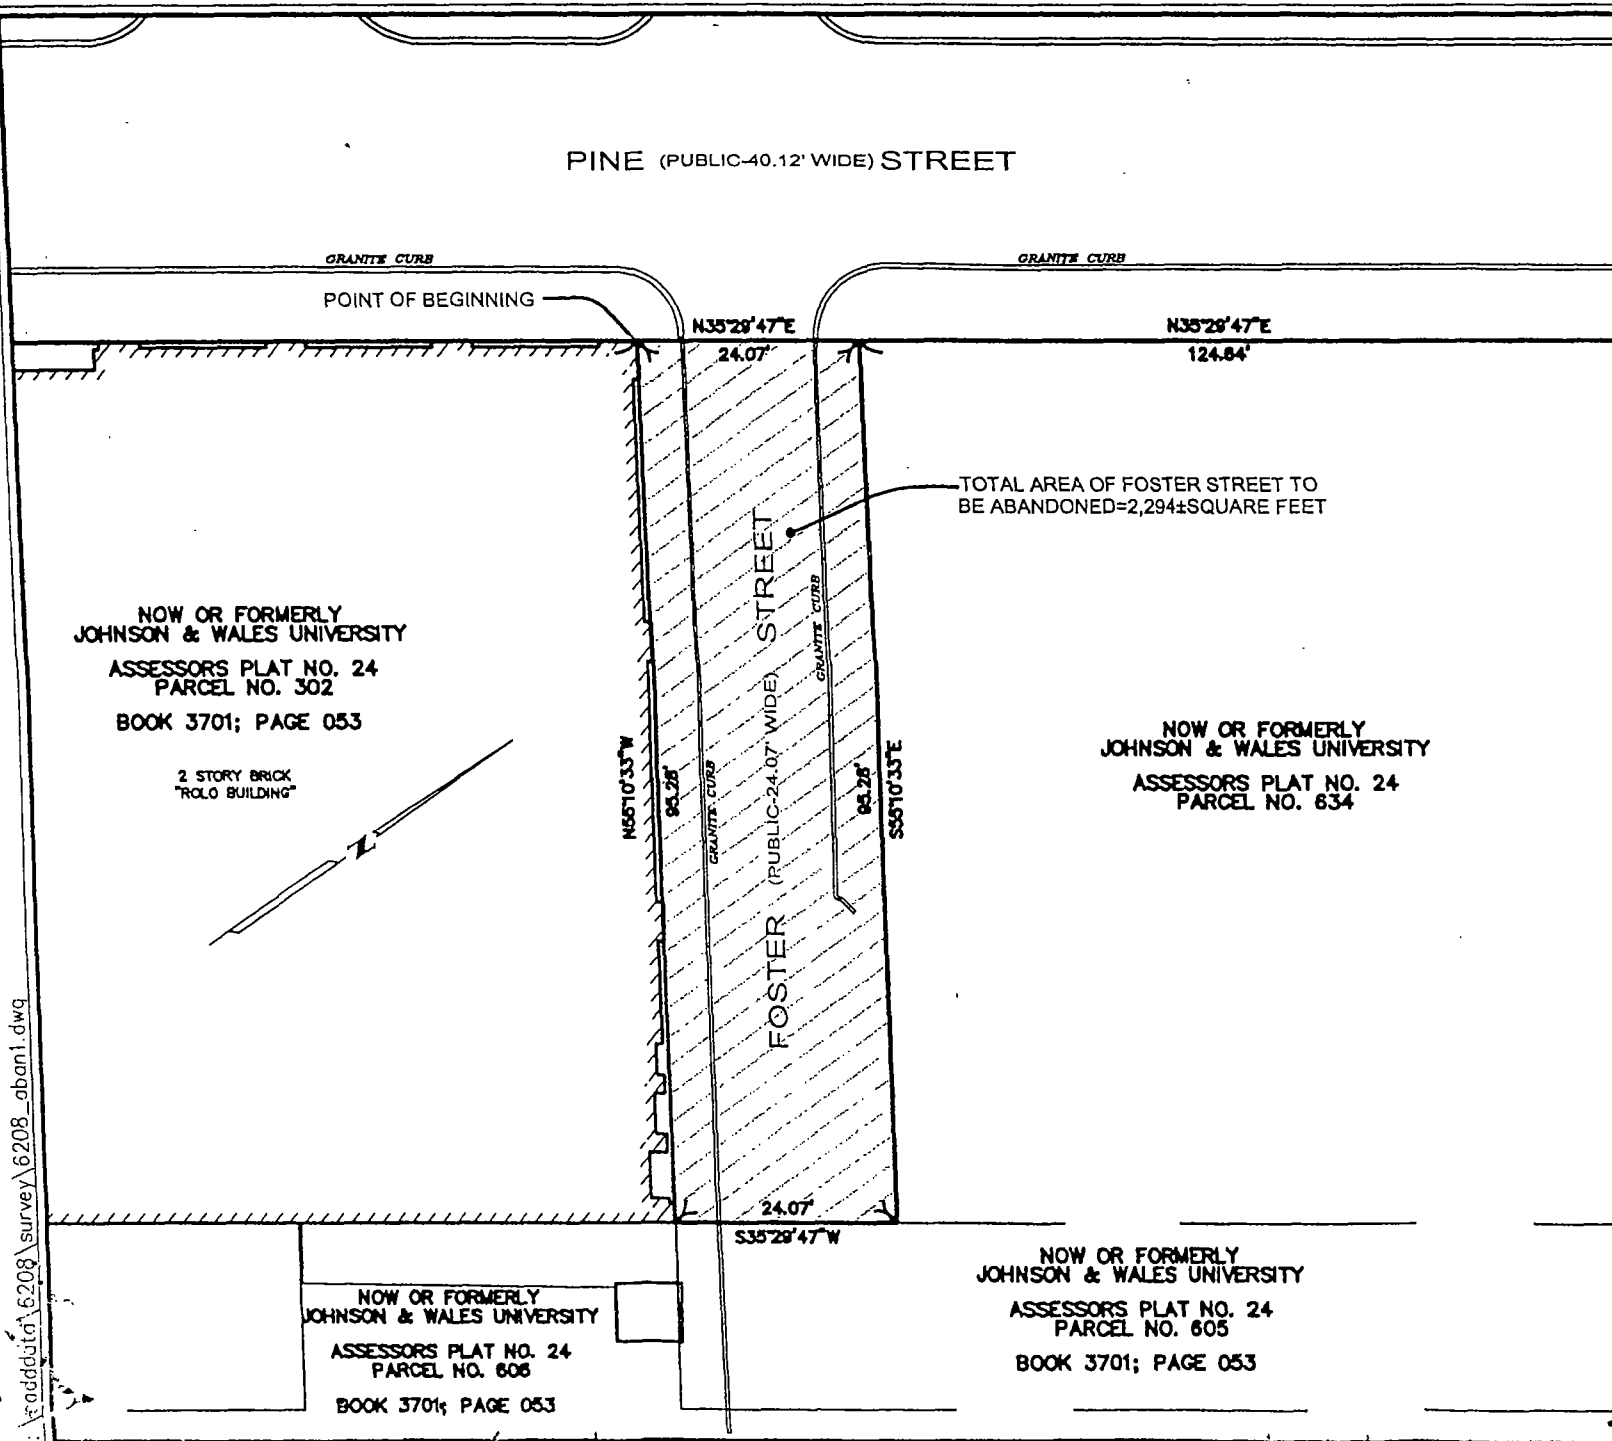 PINE (PUBLIC-40.12' WIDE) STREET
GRANITE CURB
GRANITE CURB
POINT OF BEGINNING
N35°29'47"E
24.07'
N35°29'47"E
124.64'
TOTAL AREA OF FOSTER STREET TO
BE ABANDONED=2,294±SQUARE FEET
NOW OR FORMERLY
JOHNSON & WALES UNIVERSITY
ASSESSORS PLAT NO. 24
PARCEL NO. 302
BOOK 3701; PAGE 053
2 STORY BRICK
"ROLO BUILDING"
Z
N55°10'33"W
95.28'
GRANITE CURB
FOSTER (PUBLIC-24.07' WIDE) STREET
GRANITE CURB
95.28'
S55°10'33"E
NOW OR FORMERLY
JOHNSON & WALES UNIVERSITY
ASSESSORS PLAT NO. 24
PARCEL NO. 634
24.07'
S35°29'47"W
NOW OR FORMERLY
JOHNSON & WALES UNIVERSITY
ASSESSORS PLAT NO. 24
PARCEL NO. 606
BOOK 3701; PAGE 053
NOW OR FORMERLY
JOHNSON & WALES UNIVERSITY
ASSESSORS PLAT NO. 24
PARCEL NO. 605
BOOK 3701; PAGE 053
\6208\survey\6208_aban1.dwg